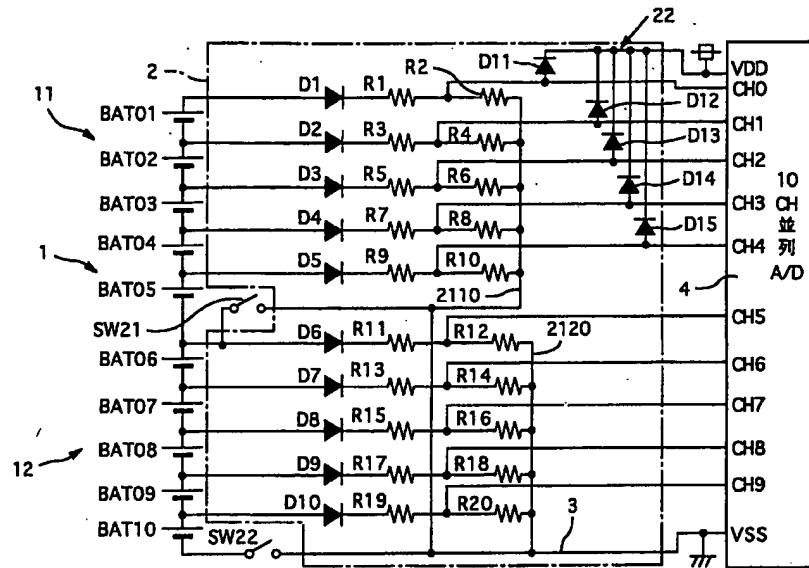 22
2
D11
VDD
D1
R1
R2
CH0
11
BAT01
D12
D2
R3
R4
CH1
BAT02
D13
D3
R5
R6
CH2
10
CH
並
列
A/D
BAT03
D14
D4
R7
R8
CH3
BAT04
D15
1
D5
R9
R10
CH4
4
BAT05
2110
SW21
CH5
D6
R11
R12
2120
BAT06
CH6
D7
R13
R14
BAT07
CH7
D8
R15
R16
12
BAT08
CH8
D9
R17
R18
BAT09
CH9
D10
R19
R20
3
BAT10
SW22
VSS